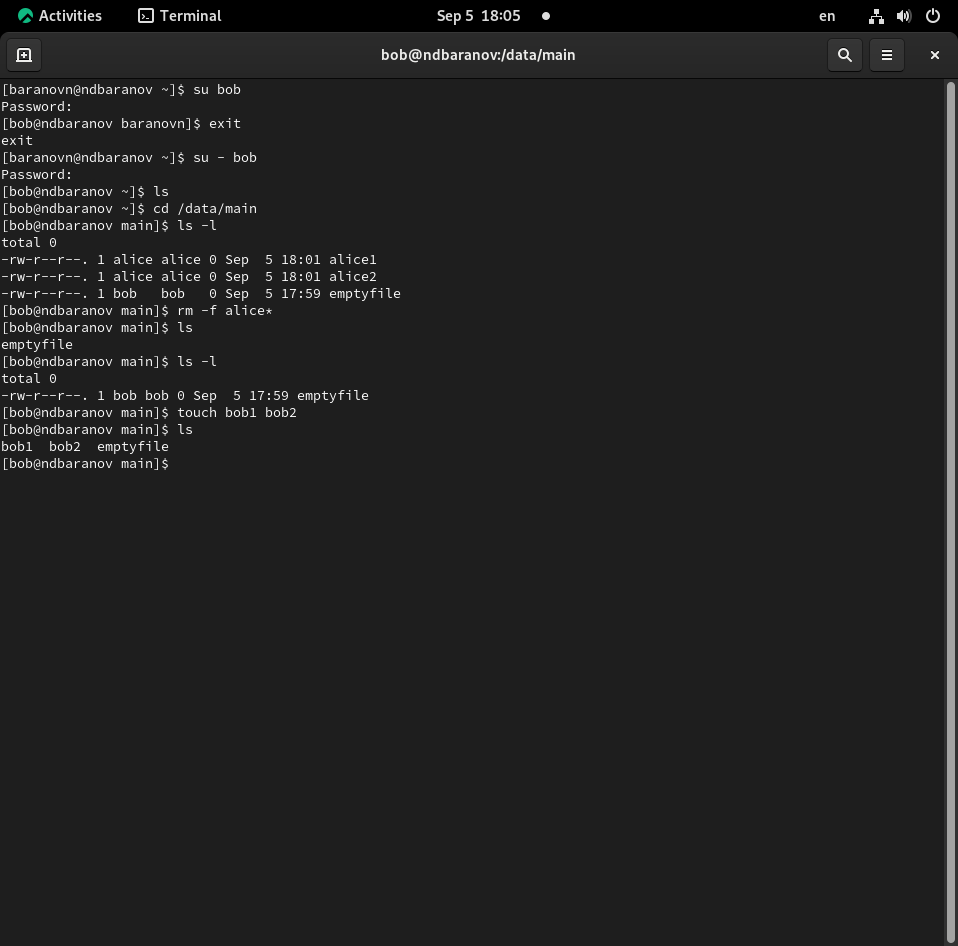 Activities Terminal Sep 5 18:05 en
bob@ndbaranov:/data/main
[baranovn@ndbaranov ~]$ su bob
Password:
[bob@ndbaranov baranovn]$ exit
exit
[baranovn@ndbaranov ~]$ su - bob
Password:
[bob@ndbaranov ~]$ ls
[bob@ndbaranov ~]$ cd /data/main
[bob@ndbaranov main]$ ls -l
total 0
-rw-r--r--. 1 alice alice 0 Sep  5 18:01 alice1
-rw-r--r--. 1 alice alice 0 Sep  5 18:01 alice2
-rw-r--r--. 1 bob   bob   0 Sep  5 17:59 emptyfile
[bob@ndbaranov main]$ rm -f alice*
[bob@ndbaranov main]$ ls
emptyfile
[bob@ndbaranov main]$ ls -l
total 0
-rw-r--r--. 1 bob bob 0 Sep  5 17:59 emptyfile
[bob@ndbaranov main]$ touch bob1 bob2
[bob@ndbaranov main]$ ls
bob1  bob2  emptyfile
[bob@ndbaranov main]$